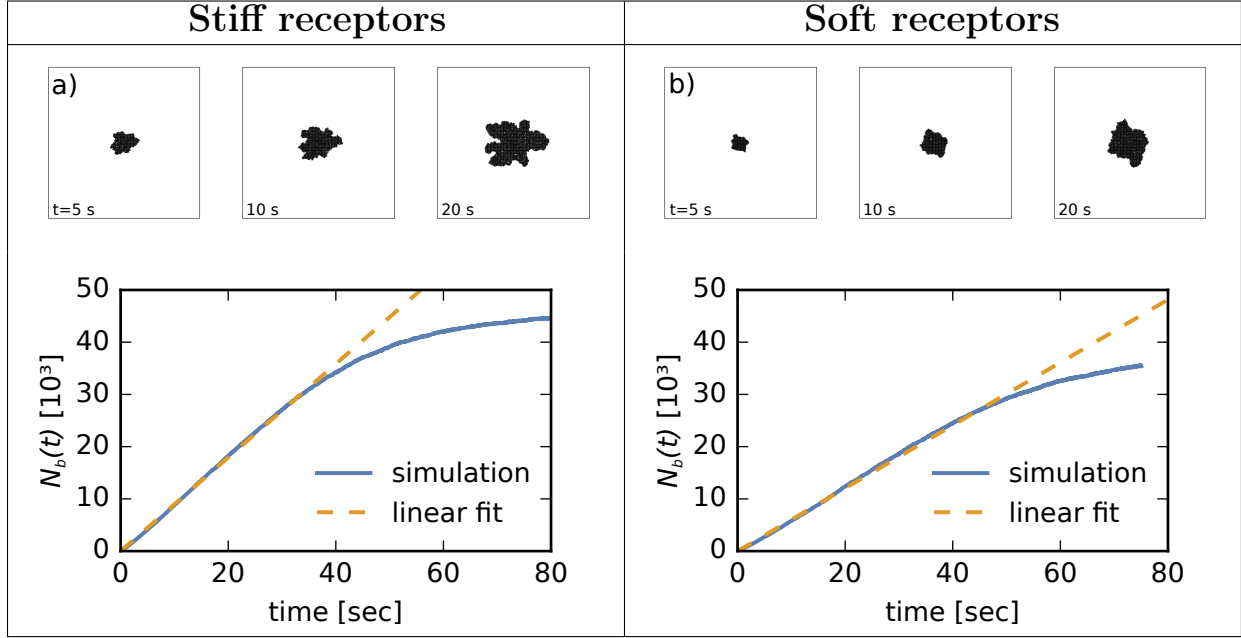 Stiff receptors
Soft receptors
a)
t=5 s
10 s
20 s
b)
t=5 s
10 s
20 s
50
40
30
20
10
0
N_b(t) [10³]
simulation
linear fit
0 20 40 60 80
time [sec]
50
40
30
20
10
0
N_b(t) [10³]
simulation
linear fit
0 20 40 60 80
time [sec]